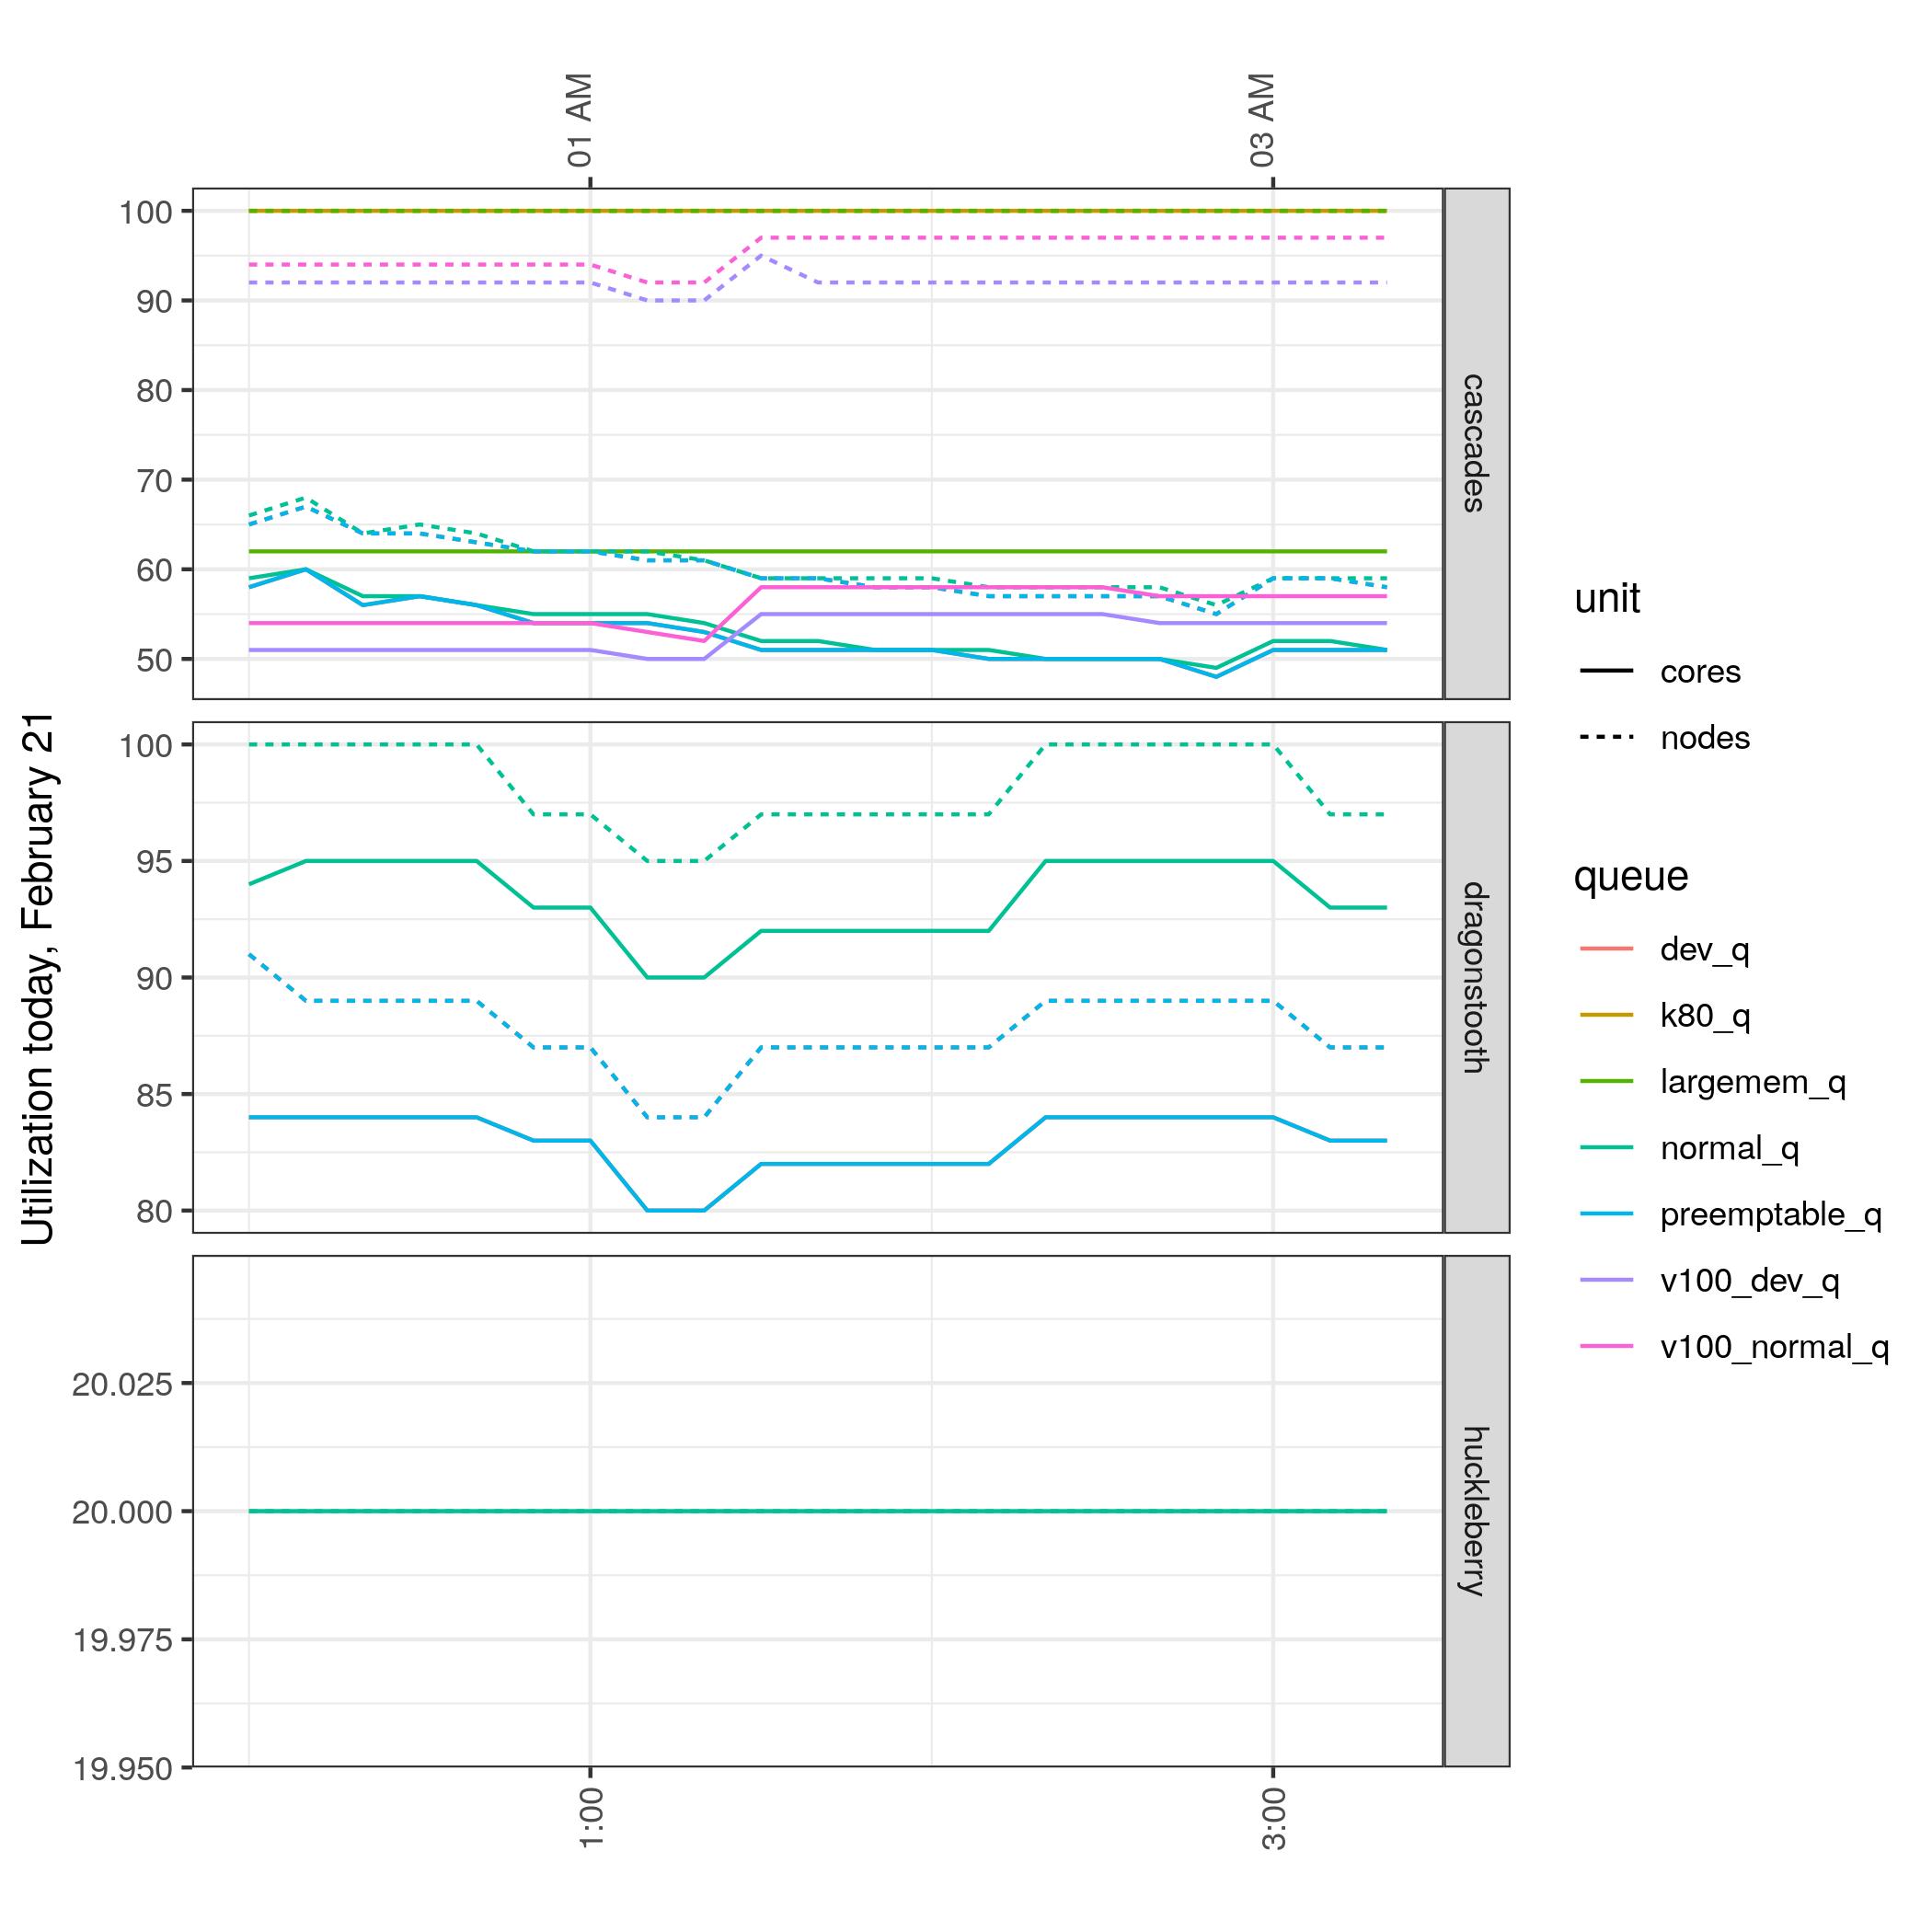 01 AM
03 AM
Utilization today, February 21
100
90
80
70
60
50
cascades
100
95
90
85
80
dragonstooth
20.025
20.000
19.975
19.950
huckleberry
1:00
3:00
unit
cores
nodes
queue
dev_q
k80_q
largemem_q
normal_q
preemptable_q
v100_dev_q
v100_normal_q